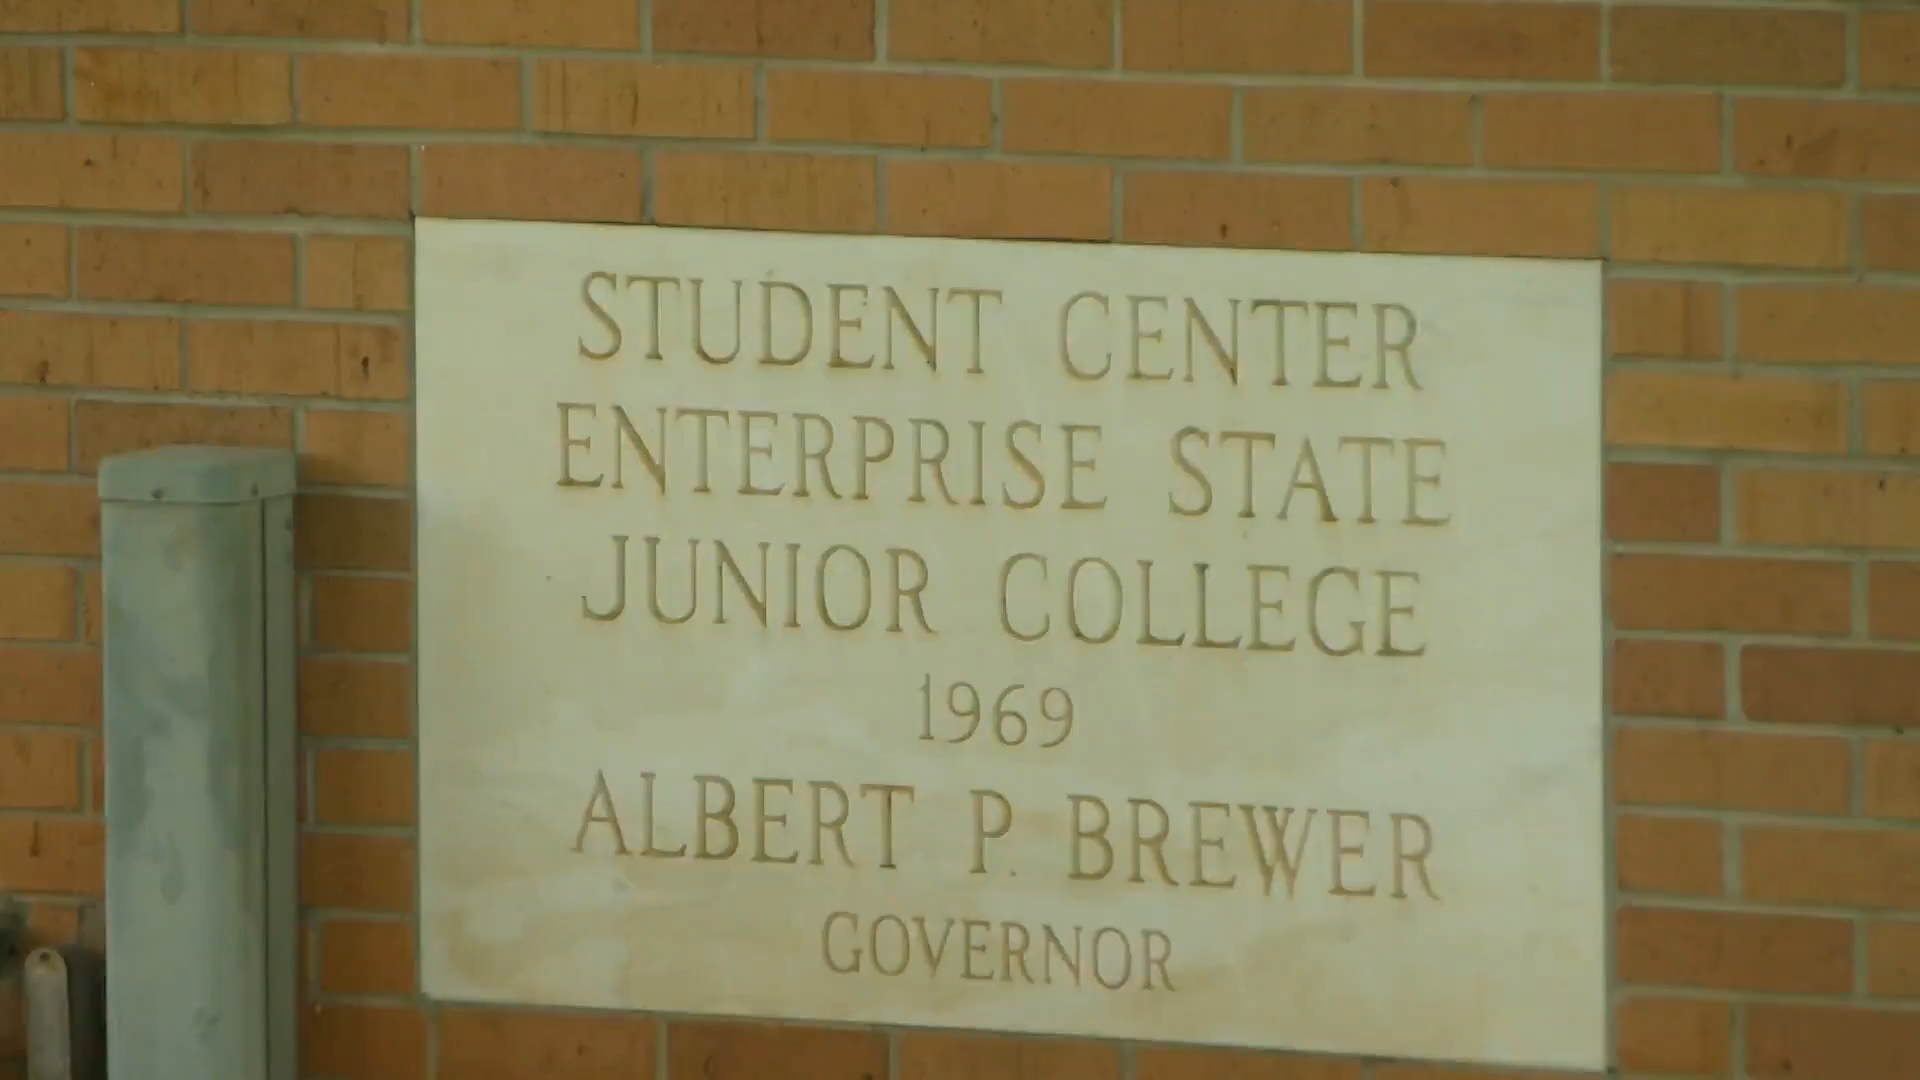 STUDENT CENTER
ENTERPRISE STATE
JUNIOR COLLEGE
1969
ALBERT P. BREWER
GOVERNOR